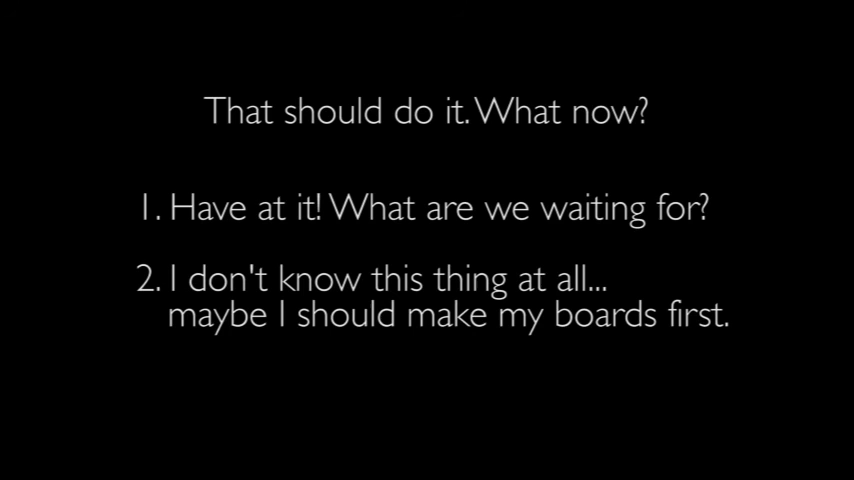 That should do it. What now?
1. Have at it! What are we waiting for?
2. I don't know this thing at all...
maybe I should make my boards first.